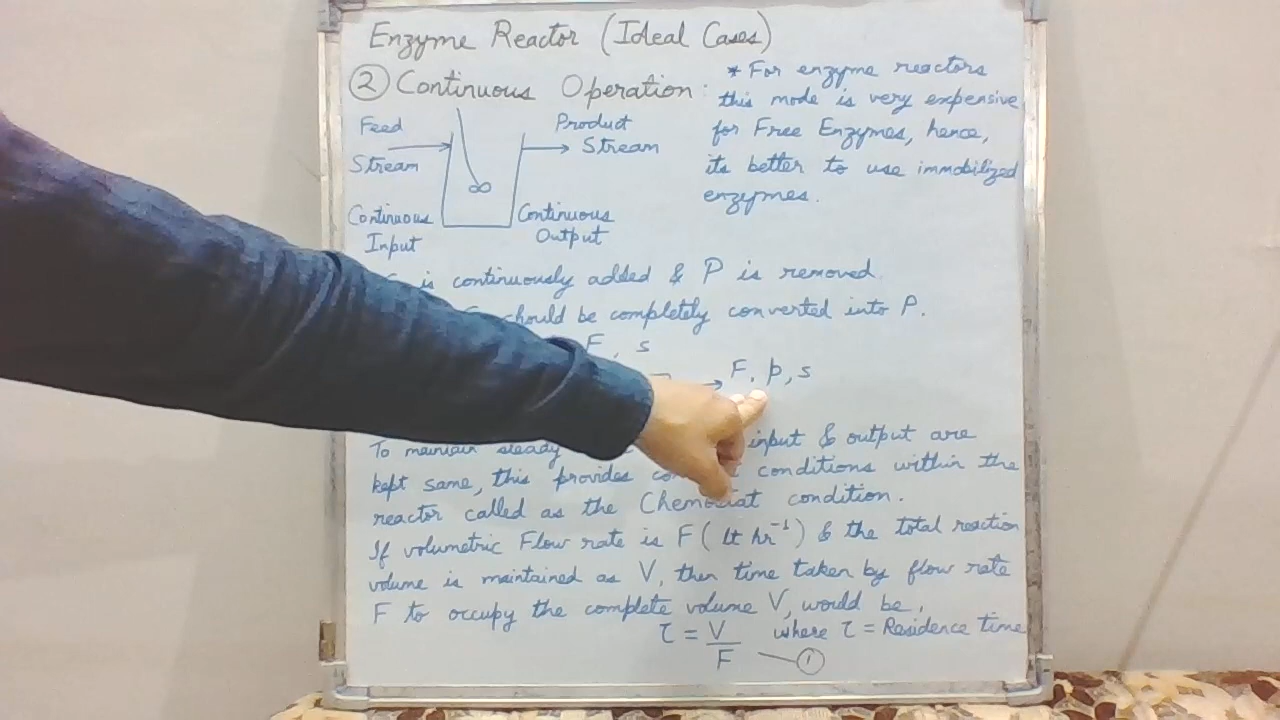 Enzyme Reactor (Ideal Cases)
② Continuous Operation:
* For enzyme reactors
this mode is very expensive
for Free Enzymes, hence,
its better to use immobilized
enzymes.
Feed
Stream
Product
Stream
Continuous
Input
Continuous
Output
is continuously added & P is removed.
should be completely converted into P.
F, s
F, p, s
To maintain steady input & output are
kept same, this provides conditions within the
reactor called as the Chemostat condition.
If volumetric Flow rate is F (lt hr⁻¹) & the total reaction
volume is maintained as V, then time taken by flow rate
F to occupy the complete volume V, would be,
τ = V/F where τ = Residence time
①